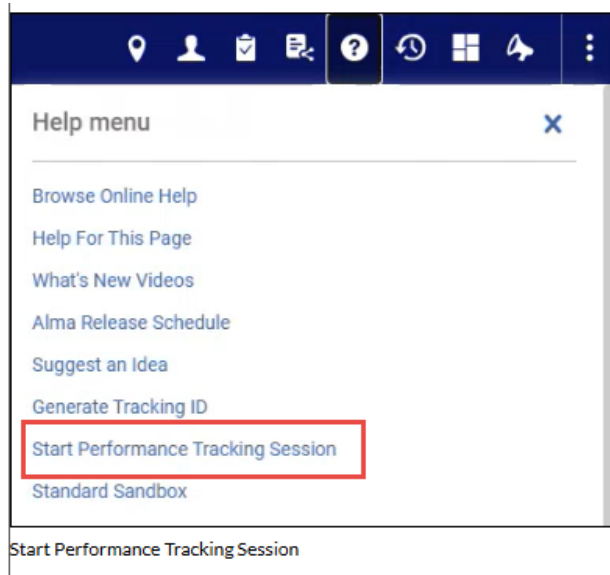 Help menu
Browse Online Help
Help For This Page
What's New Videos
Alma Release Schedule
Suggest an Idea
Generate Tracking ID
Start Performance Tracking Session
Standard Sandbox
Start Performance Tracking Session